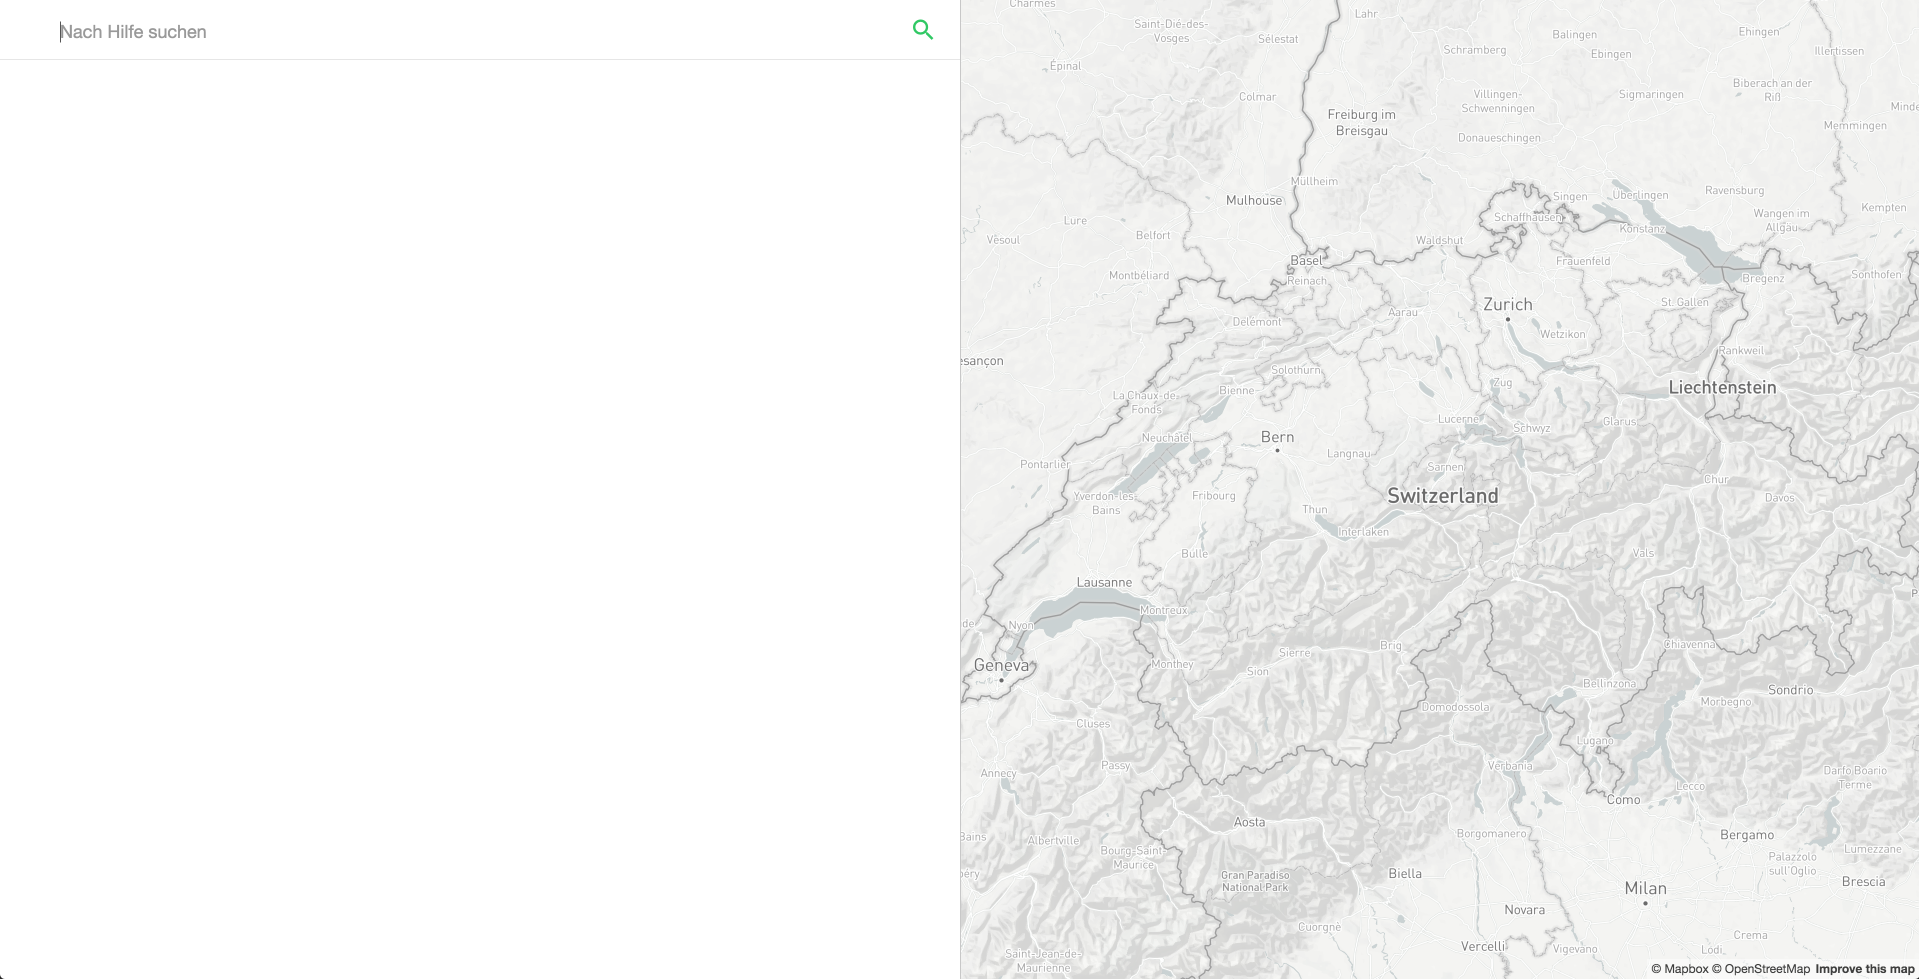 Nach Hilfe suchen
Charmes
Lahr
Saint-Dié-des-
Vosges
Sélestat
Balingen
Ehingen
Schramberg
Ebingen
Illertissen
Épinal
Colmar
Villingen-
Schwenningen
Sigmaringen
Biberach an der
Riß
Freiburg im
Breisgau
Donaueschingen
Memmingen
Müllheim
Mulhouse
Singen
Überlingen
Ravensburg
Lure
Schaffhausen
Wangen im
Allgäu
Kempten
Vesoul
Belfort
Waldshut
Konstanz
Basel
Frauenfeld
Montbéliard
Reinach
Bregenz
Sonthofen
Zurich
St. Gallen
Delémont
Aarau
Wetzikon
Rankweil
esançon
Solothurn
Zug
Liechtenstein
La Chaux-de-
Fonds
Bienne
Lucerne
Glarus
Schwyz
Neuchâtel
Bern
Langnau
Pontarlier
Sarnen
Chur
Davos
Yverdon-les-
Bains
Fribourg
Switzerland
Thun
Interlaken
Bulle
Vals
Lausanne
Montreux
Nyon
Geneva
Monthey
Sierre
Brig
Chiavenna
Sion
Bellinzona
Sondrio
Domodossola
Morbegno
Cluses
Lugano
Annecy
Passy
Verbania
Darfo Boario
Terme
Lecco
Como
Aosta
Borgomanero
Bergamo
Albertville
Bourg-Saint-
Maurice
Lumezzane
Palazzolo
sull'Oglio
Gran Paradiso
National Park
Biella
Brescia
Milan
Novara
Cuorgnè
Crema
Saint-Jean-de-
Maurienne
Vercelli
Vigevano
Lodi
© Mapbox © OpenStreetMap Improve this map